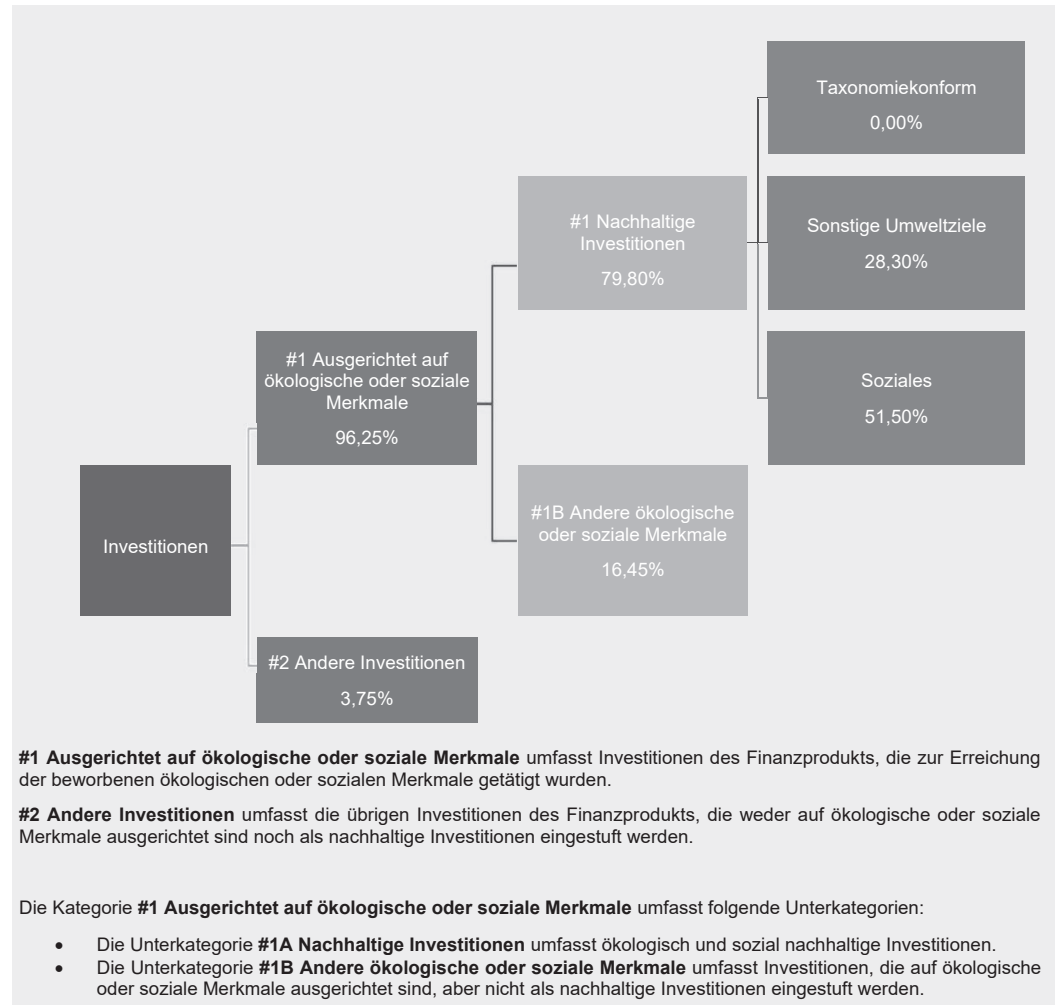 Taxonomiekonform
0,00%
#1 Nachhaltige
Investitionen
79,80%
Sonstige Umweltziele
28,30%
#1 Ausgerichtet auf
ökologische oder soziale
Merkmale
96,25%
Soziales
51,50%
Investitionen
#1B Andere ökologische
oder soziale Merkmale
16,45%
#2 Andere Investitionen
3,75%
#1 Ausgerichtet auf ökologische oder soziale Merkmale umfasst Investitionen des Finanzprodukts, die zur Erreichung
der beworbenen ökologischen oder sozialen Merkmale getätigt wurden.
#2 Andere Investitionen umfasst die übrigen Investitionen des Finanzprodukts, die weder auf ökologische oder soziale
Merkmale ausgerichtet sind noch als nachhaltige Investitionen eingestuft werden.
Die Kategorie #1 Ausgerichtet auf ökologische oder soziale Merkmale umfasst folgende Unterkategorien:
• Die Unterkategorie #1A Nachhaltige Investitionen umfasst ökologisch und sozial nachhaltige Investitionen.
• Die Unterkategorie #1B Andere ökologische oder soziale Merkmale umfasst Investitionen, die auf ökologische
oder soziale Merkmale ausgerichtet sind, aber nicht als nachhaltige Investitionen eingestuft werden.